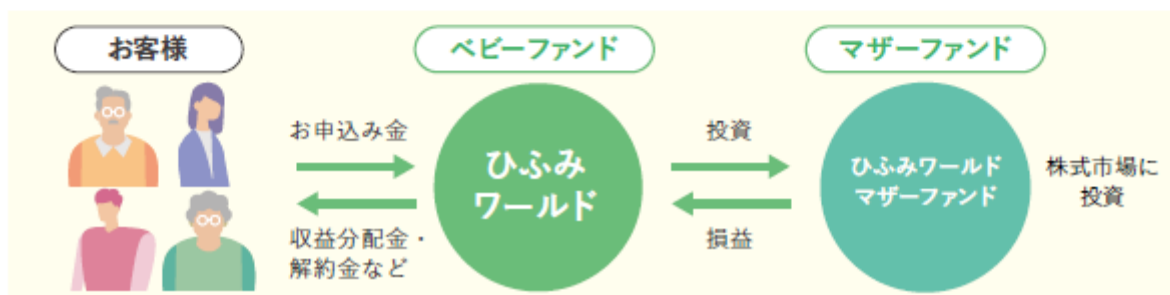 お客様
ベビーファンド
マザーファンド
お申込み金
収益分配金・
解約金など
ひふみ
ワールド
投資
損益
ひふみワールド
マザーファンド
株式市場に
投資